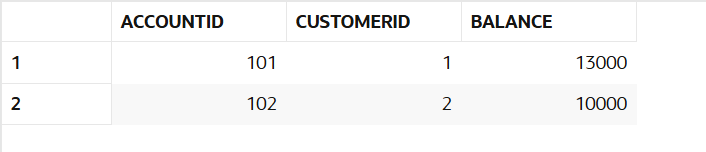 ACCOUNTID CUSTOMERID BALANCE
1 101 1 13000
2 102 2 10000